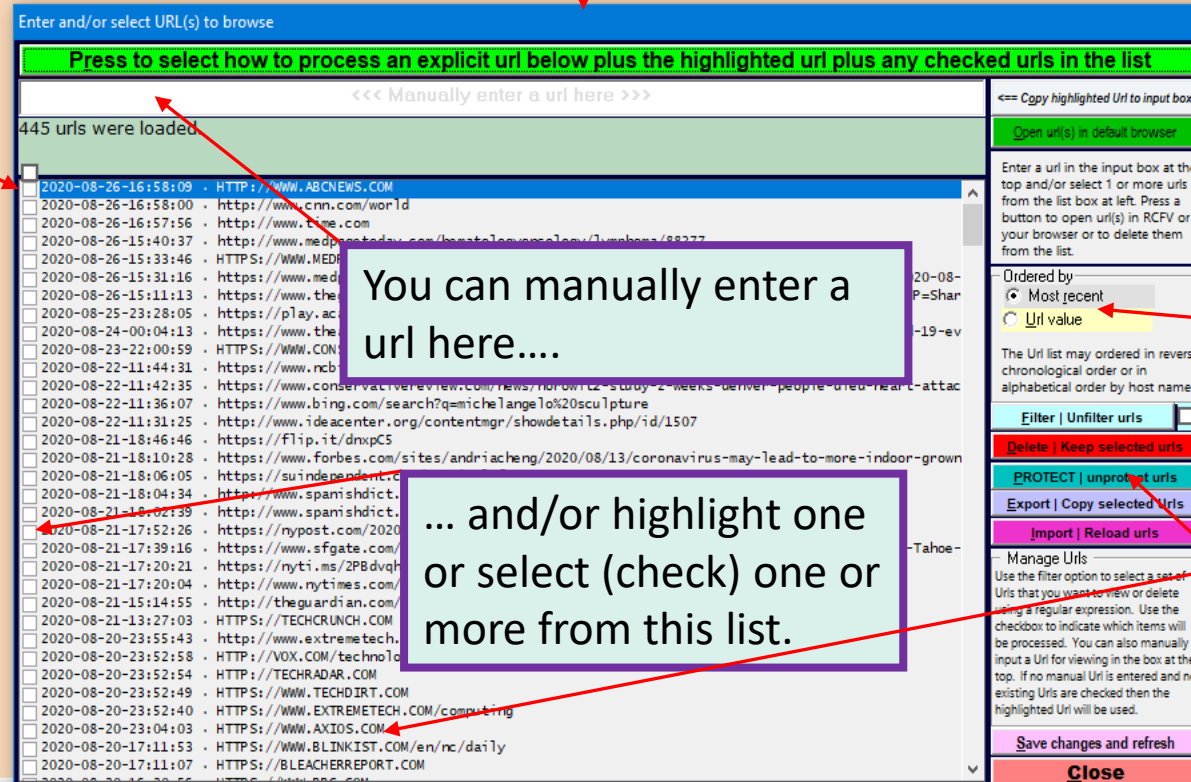 Enter and/or select URL(s) to browse
Press to select how to process an explicit url below plus the highlighted url plus any checked urls in the list
<<< Manually enter a url here >>>
445 urls were loaded.
2020-08-26-16:58:09 . HTTP://WWW.ABCNEWS.COM
2020-08-26-16:58:00 . http://www.cnn.com/world
2020-08-26-16:57:56 . http://www.time.com
2020-08-26-15:40:37 . http://www.medpagetoday.com/hematologyoncology/lymphoma/88277
2020-08-26-15:33:46 . HTTPS://WWW.MEDP
2020-08-26-15:31:16 . https://www.medp 20-08-
2020-08-26-15:11:13 . https://www.theg P=Shar
2020-08-25-23:28:05 . https://play.aca
2020-08-24-00:04:13 . https://www.thea d-19-ev
2020-08-23-22:00:59 . HTTPS://WWW.CONS
2020-08-22-11:44:31 . https://www.ncbi
2020-08-22-11:42:35 . https://www.conservativereview.com/news/horowitz-study-2-weeks-denver-people-died-heart-attac
2020-08-22-11:36:07 . https://www.bing.com/search?q=michelangelo%20sculpture
2020-08-22-11:31:25 . http://www.ideacenter.org/contentmgr/showdetails.php/id/1507
2020-08-21-18:46:46 . https://flip.it/dnxpC5
2020-08-21-18:10:28 . https://www.forbes.com/sites/andriacheng/2020/08/13/coronavirus-may-lead-to-more-indoor-grown
2020-08-21-18:06:05 . https://suindependent.c
2020-08-21-18:04:34 . http://www.spanishdict.
2020-08-21-18:02:39 . http://www.spanishdict.
2020-08-21-17:52:26 . https://nypost.com/2020
2020-08-21-17:39:16 . https://www.sfgate.com/ -Tahoe-
2020-08-21-17:20:21 . https://nyti.ms/2PBdvqh
2020-08-21-17:20:04 . http://www.nytimes.com/
2020-08-21-15:14:55 . http://theguardian.com/
2020-08-21-13:27:03 . HTTPS://TECHCRUNCH.COM
2020-08-20-23:55:43 . http://www.extremetech.
2020-08-20-23:52:58 . HTTP://VOX.COM/technolo
2020-08-20-23:52:54 . HTTP://TECHRADAR.COM
2020-08-20-23:52:49 . HTTPS://WWW.TECHDIRT.COM
2020-08-20-23:52:40 . HTTPS://WWW.EXTREMETECH.COM/computing
2020-08-20-23:04:03 . HTTPS://WWW.AXIOS.COM
2020-08-20-17:11:53 . HTTPS://WWW.BLINKIST.COM/en/nc/daily
2020-08-20-17:11:07 . HTTPS://BLEACHERREPORT.COM
You can manually enter a
url here....
... and/or highlight one
or select (check) one or
more from this list.
<== Copy highlighted Url to input box
Open url(s) in default browser
Enter a url in the input box at the
top and/or select 1 or more urls
from the list box at left. Press a
button to open url(s) in RCFV or
your browser or to delete them
from the list.
Ordered by
Most recent
Url value
The Url list may ordered in revers
chronological order or in
alphabetical order by host name
Filter | Unfilter urls
Delete | Keep selected urls
PROTECT | unprotect urls
Export | Copy selected Urls
Import | Reload urls
Manage Urls
Use the filter option to select a set of
Urls that you want to view or delete
using a regular expression. Use the
checkbox to indicate which items will
be processed. You can also manually
input a Url for viewing in the box at the
top. If no manual Url is entered and no
existing Urls are checked then the
highlighted Url will be used.
Save changes and refresh
Close